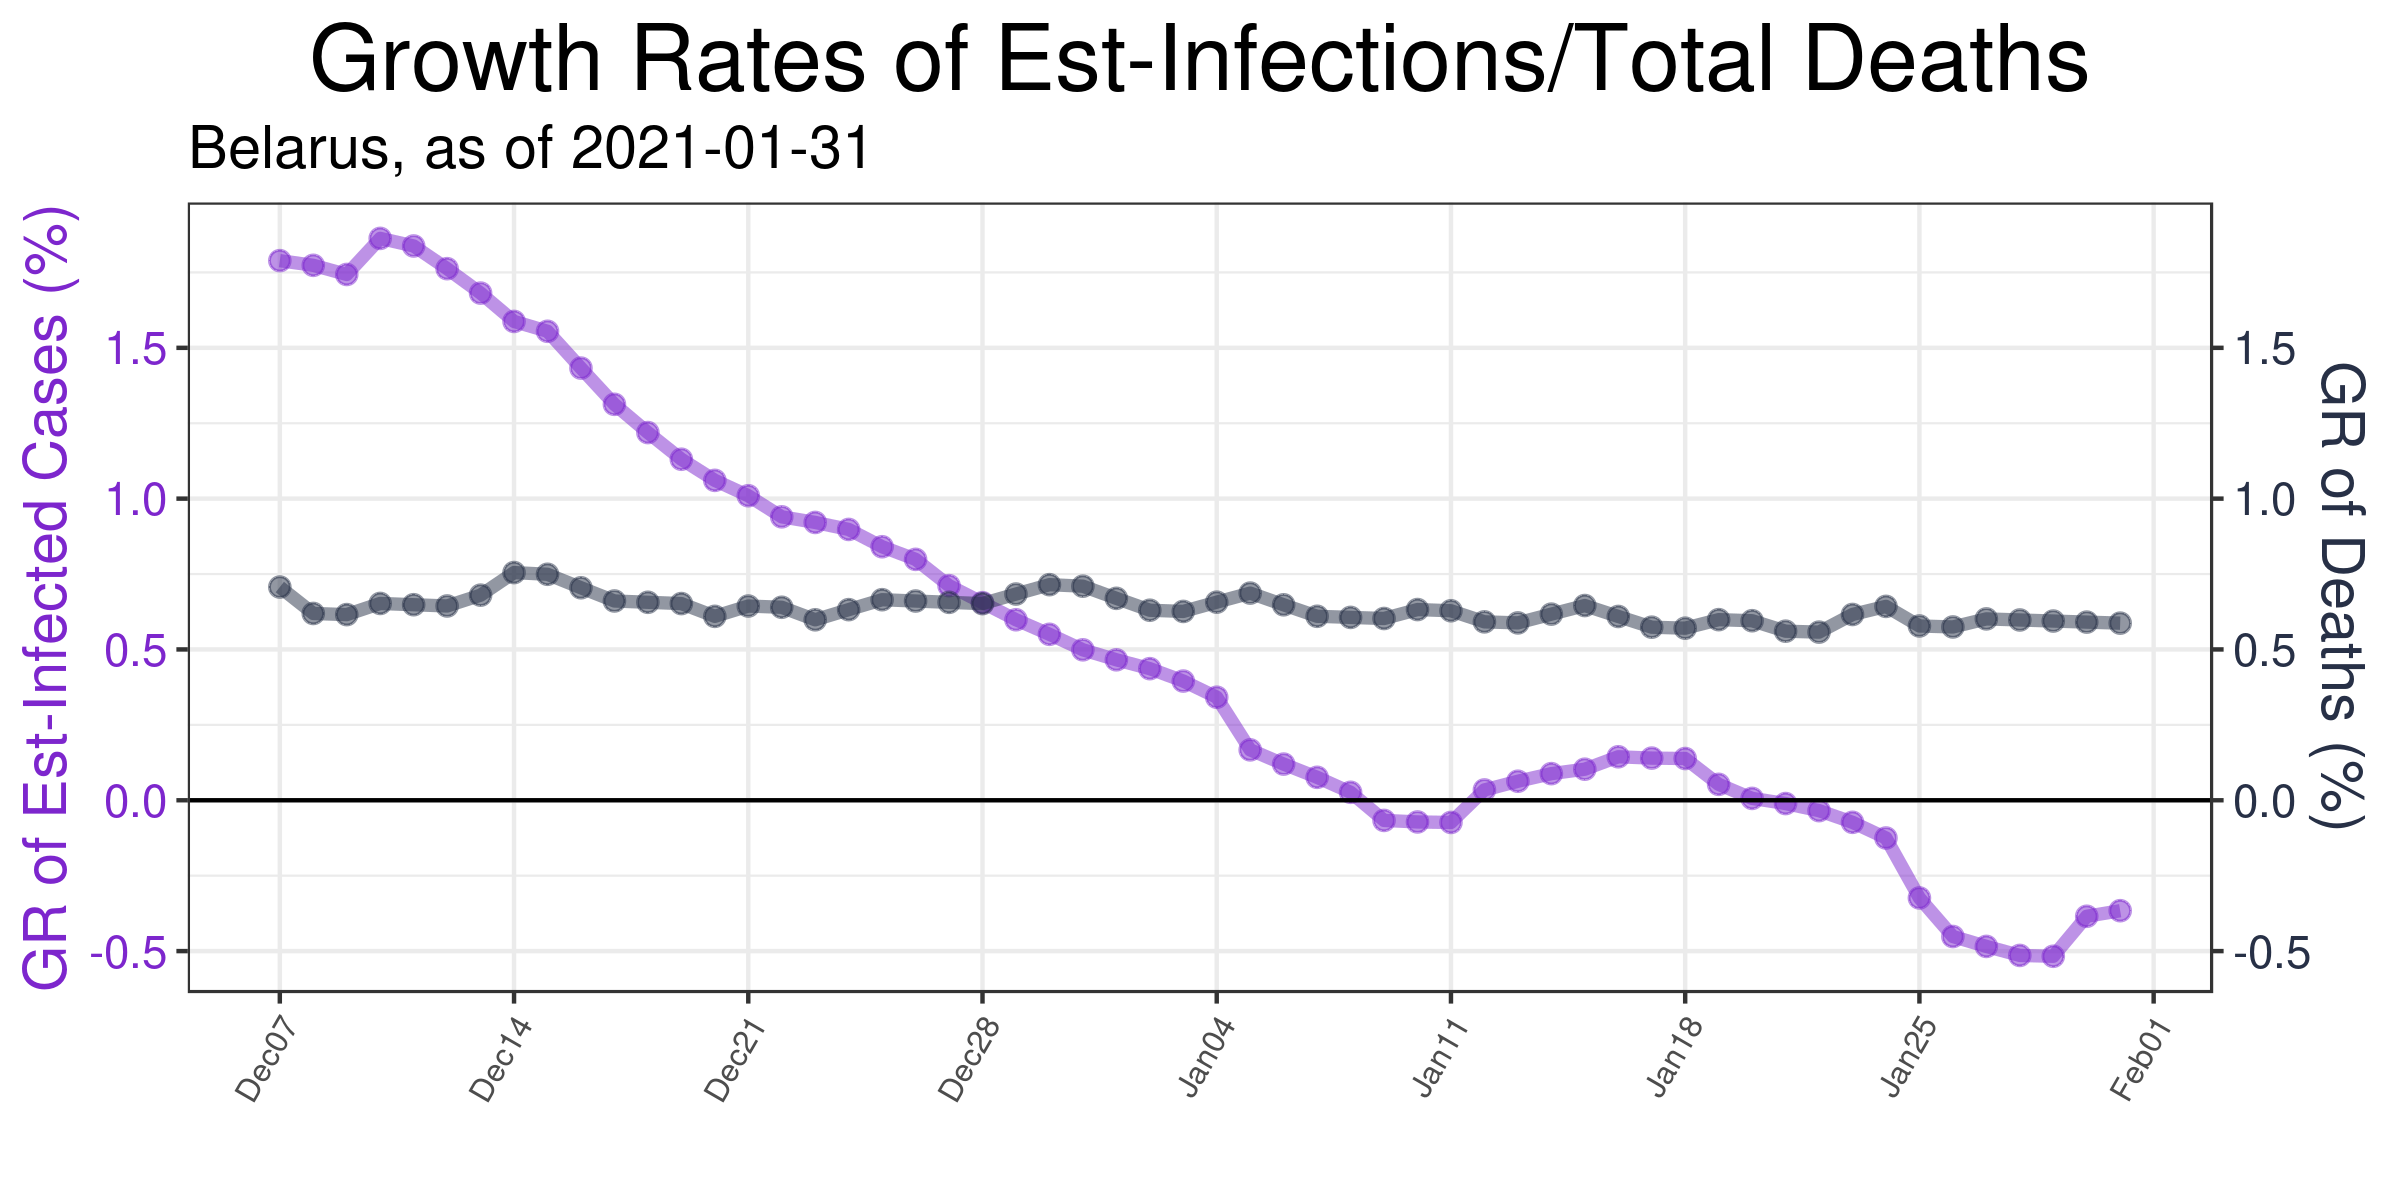 Growth Rates of Est-Infections/Total Deaths
Belarus, as of 2021-01-31
GR of Est-Infected Cases (%)
1.5
1.0
0.5
0.0
-0.5
1.5
1.0
0.5
0.0
-0.5
GR of Deaths (%)
Dec07
Dec14
Dec21
Dec28
Jan04
Jan11
Jan18
Jan25
Feb01